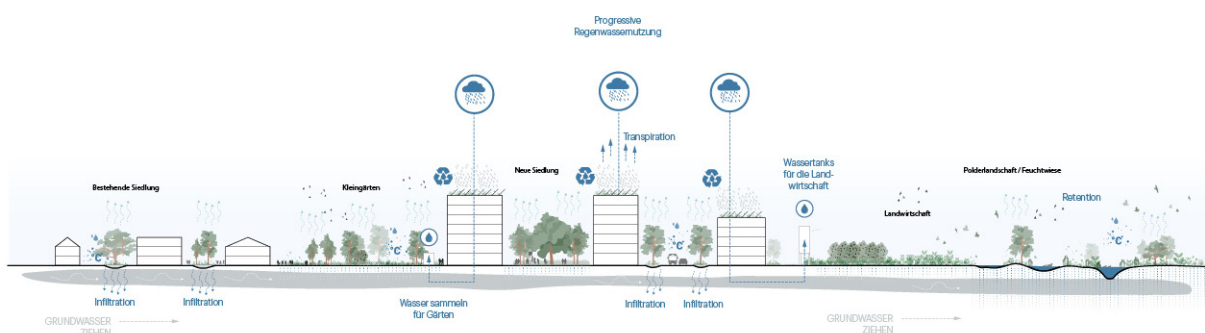 Progressive
Regenwassernutzung
Transpiration
Neue Siedlung
Wassertanks
für die Land-
wirtschaft
Polderlandschaft / Feuchtwiese
Bestehende Siedlung
Kleingärten
Retention
Landwirtschaft
°C
°C
°C
°C
Infiltration
Infiltration
Wasser sammeln
für Gärten
Infiltration
Infiltration
GRUNDWASSER
ZIEHEN
GRUNDWASSER
ZIEHEN